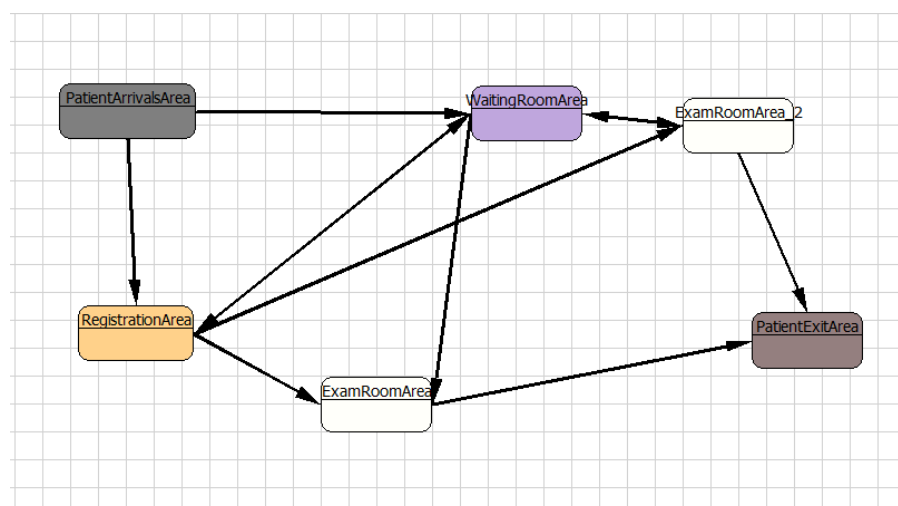 PatientArrivalsArea
WaitingRoomArea
ExamRoomArea_2
RegistrationArea
PatientExitArea
ExamRoomArea